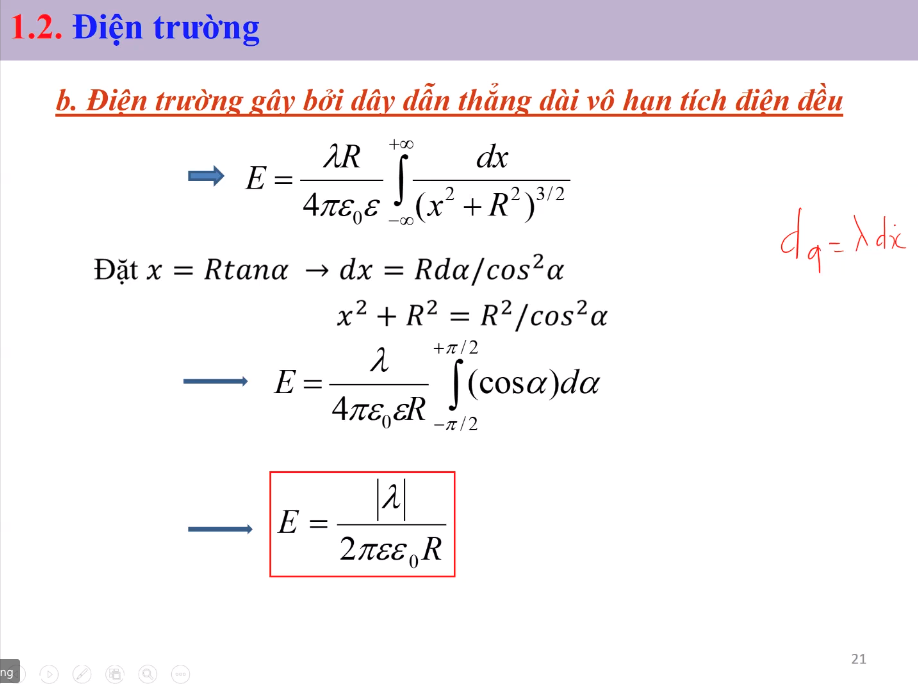 1.2. Điện trường
b. Điện trường gây bởi dây dẫn thẳng dài vô hạn tích điện đều
E = λR / 4πε₀ε ∫_{-∞}^{+∞} dx / (x² + R²)^{3/2}
dq = λ dx
Đặt x = Rtanα → dx = Rdα/cos²α
x² + R² = R²/cos²α
E = λ / 4πε₀εR ∫_{-π/2}^{+π/2} (cosα)dα
E = |λ| / 2πεε₀R
21
ng